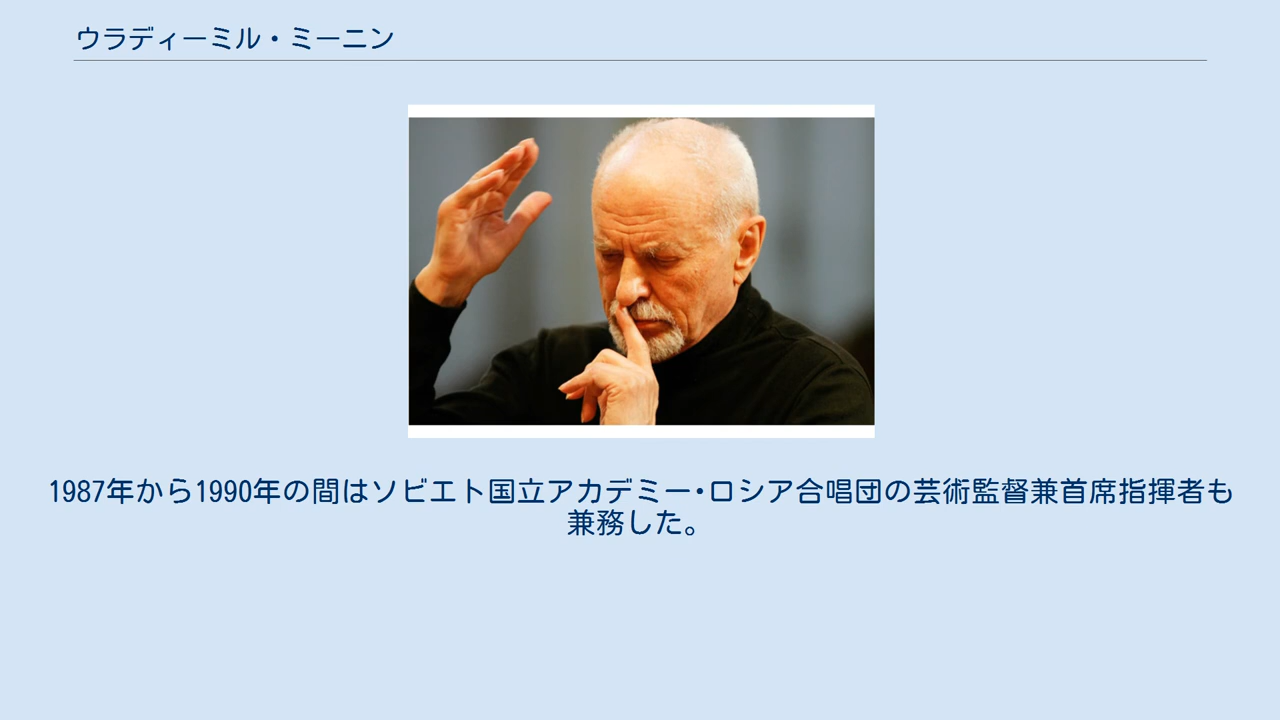 ウラディーミル・ミーニン
1987年から1990年の間はソビエト国立アカデミー・ロシア合唱団の芸術監督兼首席指揮者も
兼務した。